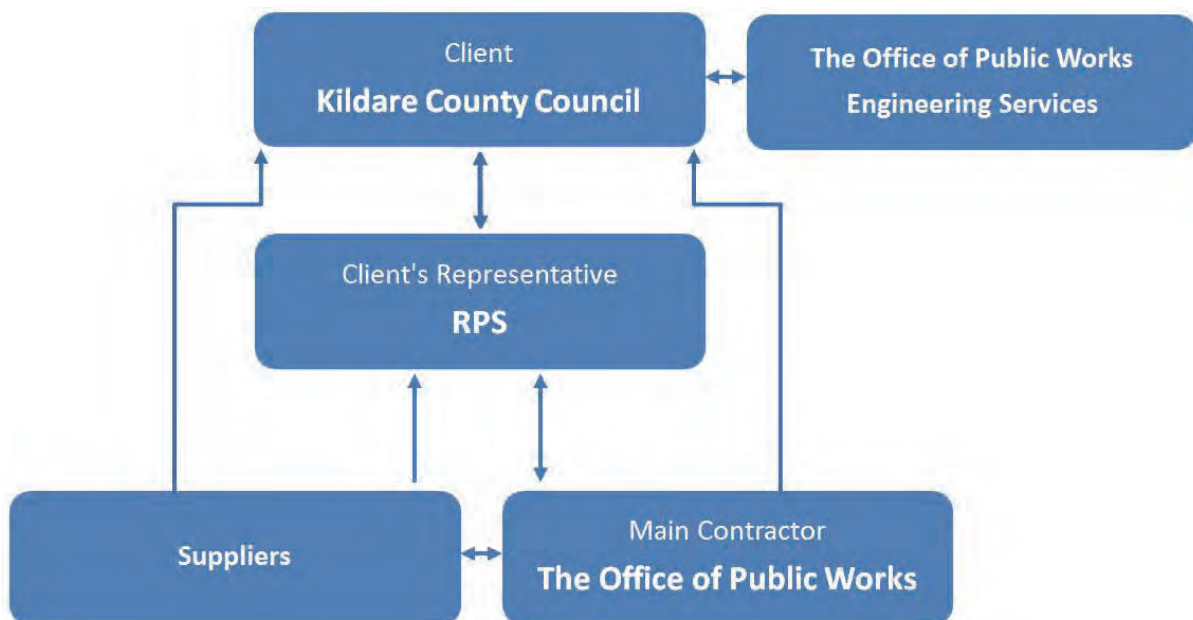 Client
Kildare County Council
The Office of Public Works
Engineering Services
Client's Representative
RPS
Suppliers
Main Contractor
The Office of Public Works